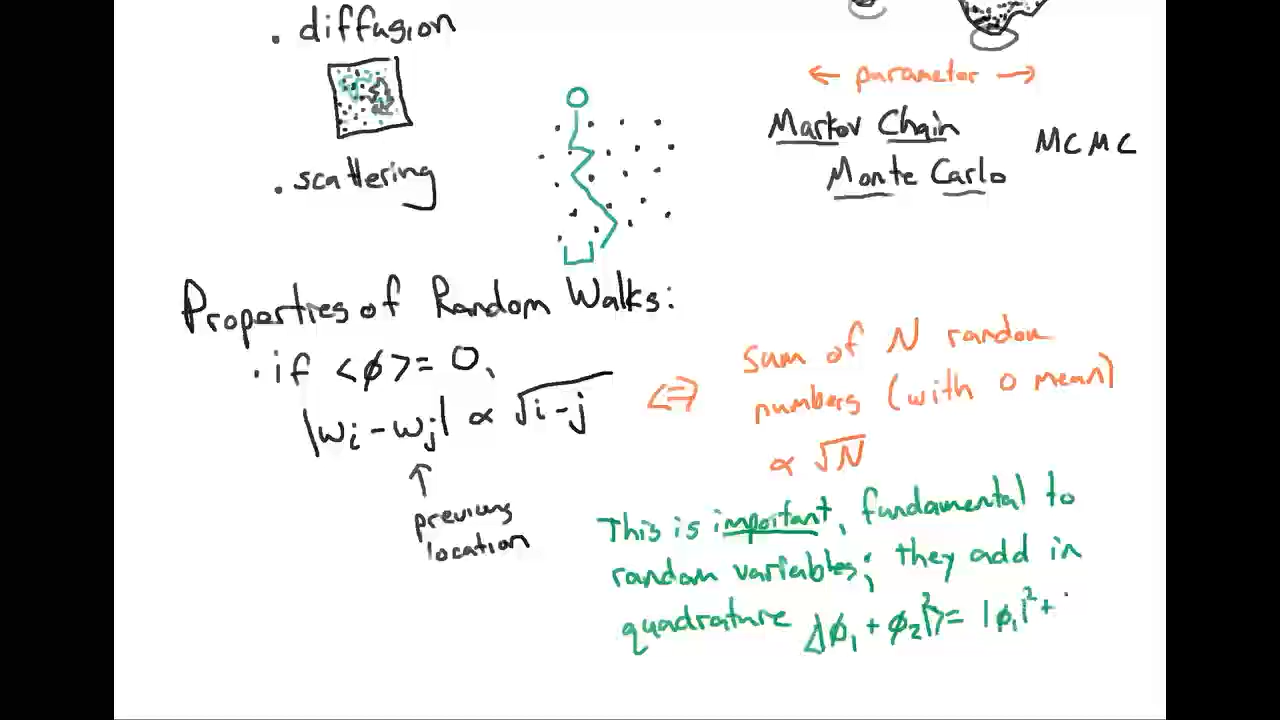 . diffusion
← parameter →
Markov Chain
Monte Carlo
MCMC
. scattering
Properties of Random Walks:
. if <ϕ> = 0,
|wᵢ - wⱼ| ∝ √i-j
↑
previous
location
⇔ sum of N random
numbers (with 0 mean)
∝ √N
This is important, fundamental to
random variables; they add in
quadrature <|ϕ₁ + ϕ₂|²> = |ϕ₁|² +